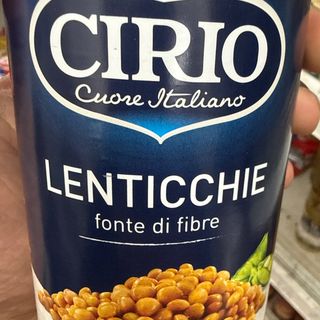 CIRIO
Cuore Italiano
LENTICCHIE
fonte di fibre